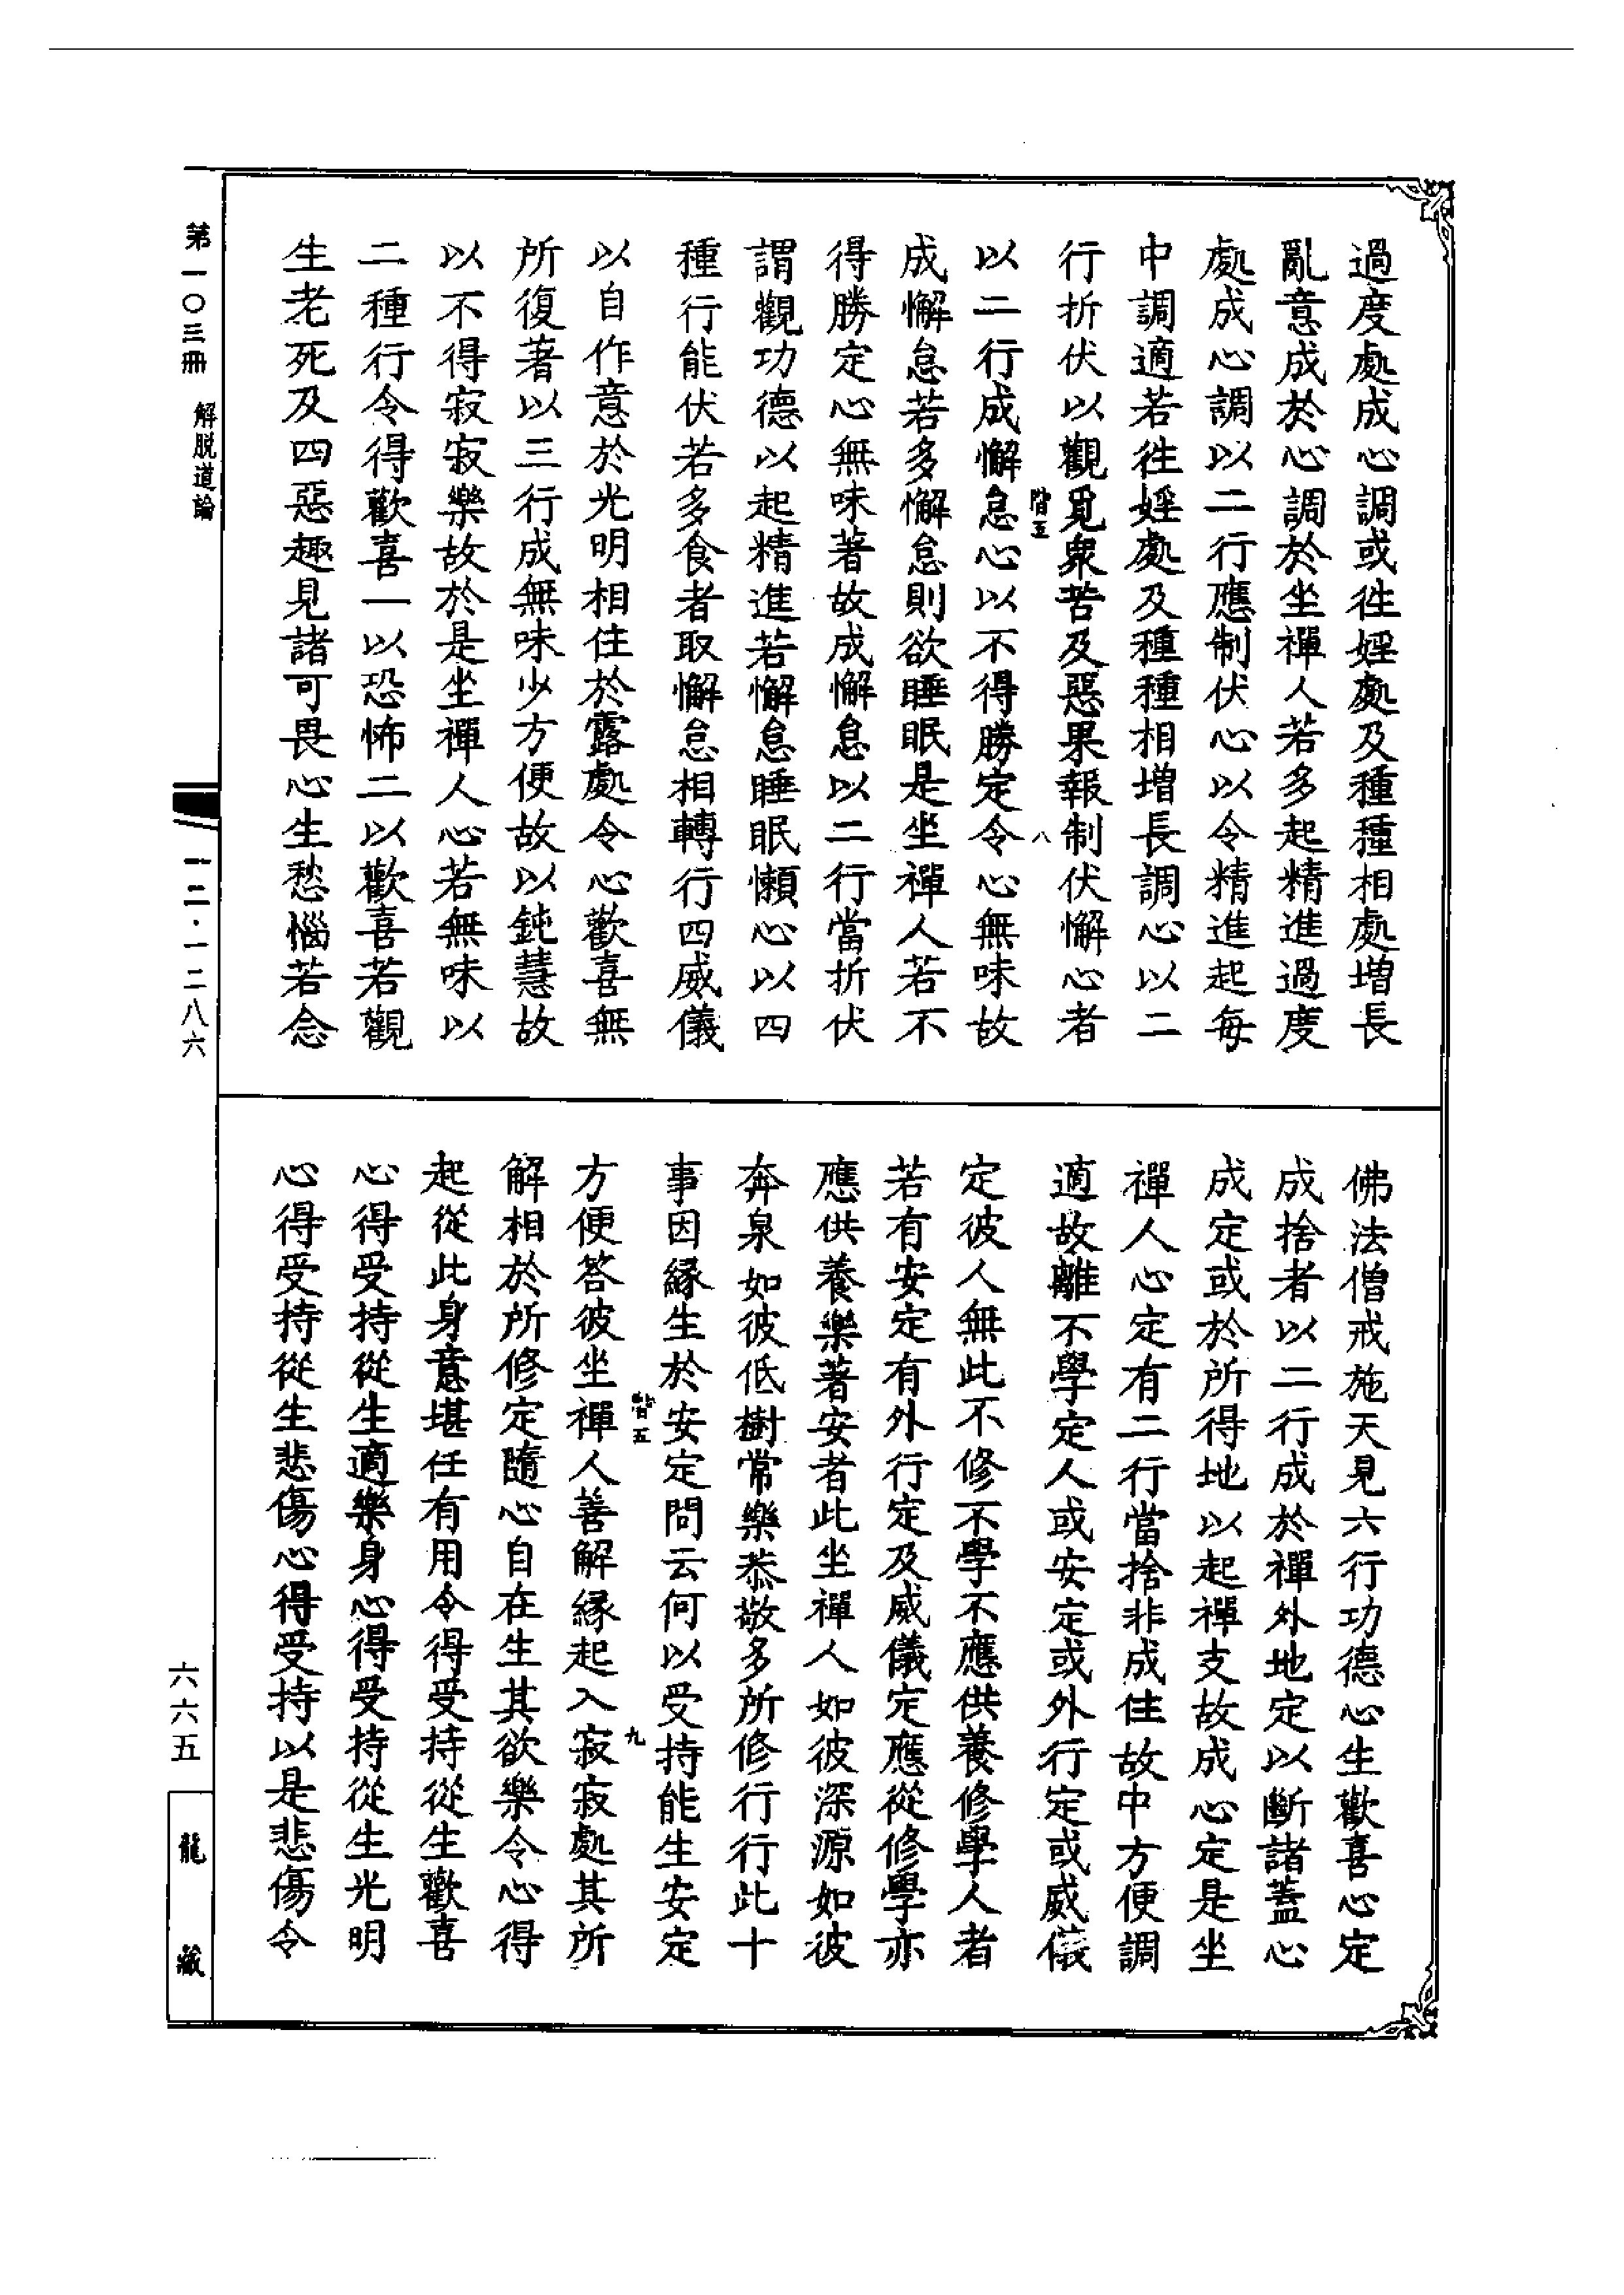 過度處成心調或徃婬處及種種相處增長
亂意成於心調於坐禪人若多起精進過度
處成心調以二行應制伏心以令精進起每
中調適若徃婬處及種種相增長調心以二
行折伏以觀覓衆苦及惡果報制伏懈心者
以二行成懈怠心以不得勝定令心無味故
成懈怠若多懈怠則欲睡眠是坐禪人若不
得勝定心無味著故成懈怠以二行當折伏
謂觀功德以起精進若懈怠睡眠懶心以四
種行能伏若多食者取懈怠相轉行四威儀
以自作意於光明相住於露處令心歡喜無
所復著以三行成無味少方便故以鈍慧故
以不得寂寂樂故於是坐禪人心若無味以
二種行令得歡喜一以恐怖二以歡喜若觀
生老死及四惡趣見諸可畏心生愁惱若念
階五
八
佛法僧戒施天見六行功德心生歡喜心定
成捨者以二行成於禪外地定以斷諸蓋心
成定或於所得地以起禪支故成心定是坐
禪人心定有二行當捨非成住故中方便調
適故離不學定人或安定或外行定或威儀
定彼人無此不修不學不應供養修學人者
若有安定有外行定及威儀定應從修學亦
應供養樂著安者此坐禪人如彼深源如彼
奔泉如彼低樹常樂恭敬多所修行行此十
事因緣生於安定問云何以受持能生安定
方便答彼坐禪人善解緣起入寂寂處其所
解相於所修定隨心自在生其欲樂令心得
起從此身意堪任有用令得受持從生歡喜
心得受持從生適樂身心得受持從生光明
心得受持從生悲傷心得受持以是悲傷令
階五
九
第一〇三冊
解脱道論
一二·一二八六
六六五
龍藏